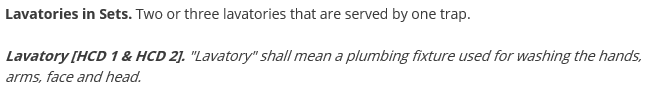 Lavatories in Sets. Two or three lavatories that are served by one trap.
Lavatory [HCD 1 & HCD 2]. "Lavatory" shall mean a plumbing fixture used for washing the hands,
arms, face and head.